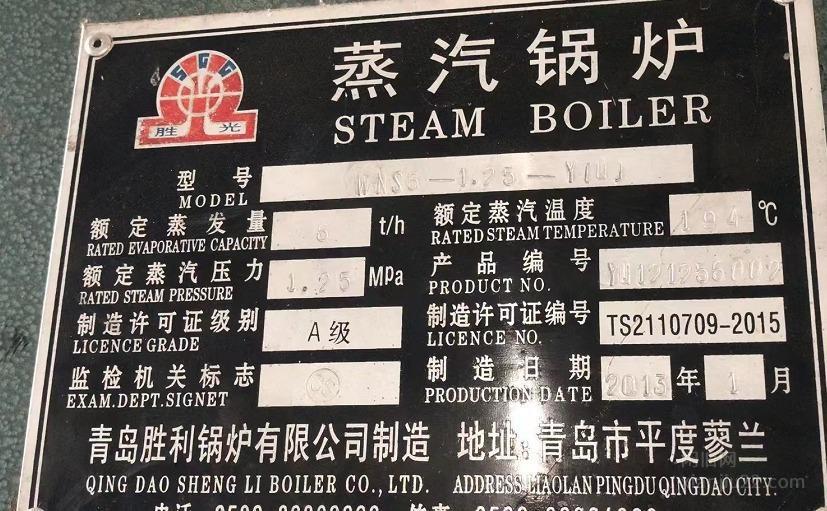 SGG
胜光
蒸汽锅炉
STEAM BOILER
型号 WNS6-1.25-Y(Q)
MODEL
额定蒸发量 6 t/h
RATED EVAPORATIVE CAPACITY
额定蒸汽温度 194 ℃
RATED STEAM TEMPERATURE
额定蒸汽压力 1.25 MPa
RATED STEAM PRESSURE
产品编号
PRODUCT NO.
制造许可证级别 A级
LICENCE GRADE
制造许可证编号 TS2110709-2015
LICENCE NO.
监检机关标志
EXAM.DEPT.SIGNET
制造日期 2013 年 1 月
PRODUCTION DATE
青岛胜利锅炉有限公司制造 地址:青岛市平度蓼兰
QING DAO SHENG LI BOILER CO., LTD. ADDRESS:LIAOLAN PINGDU QINGDAO CITY.